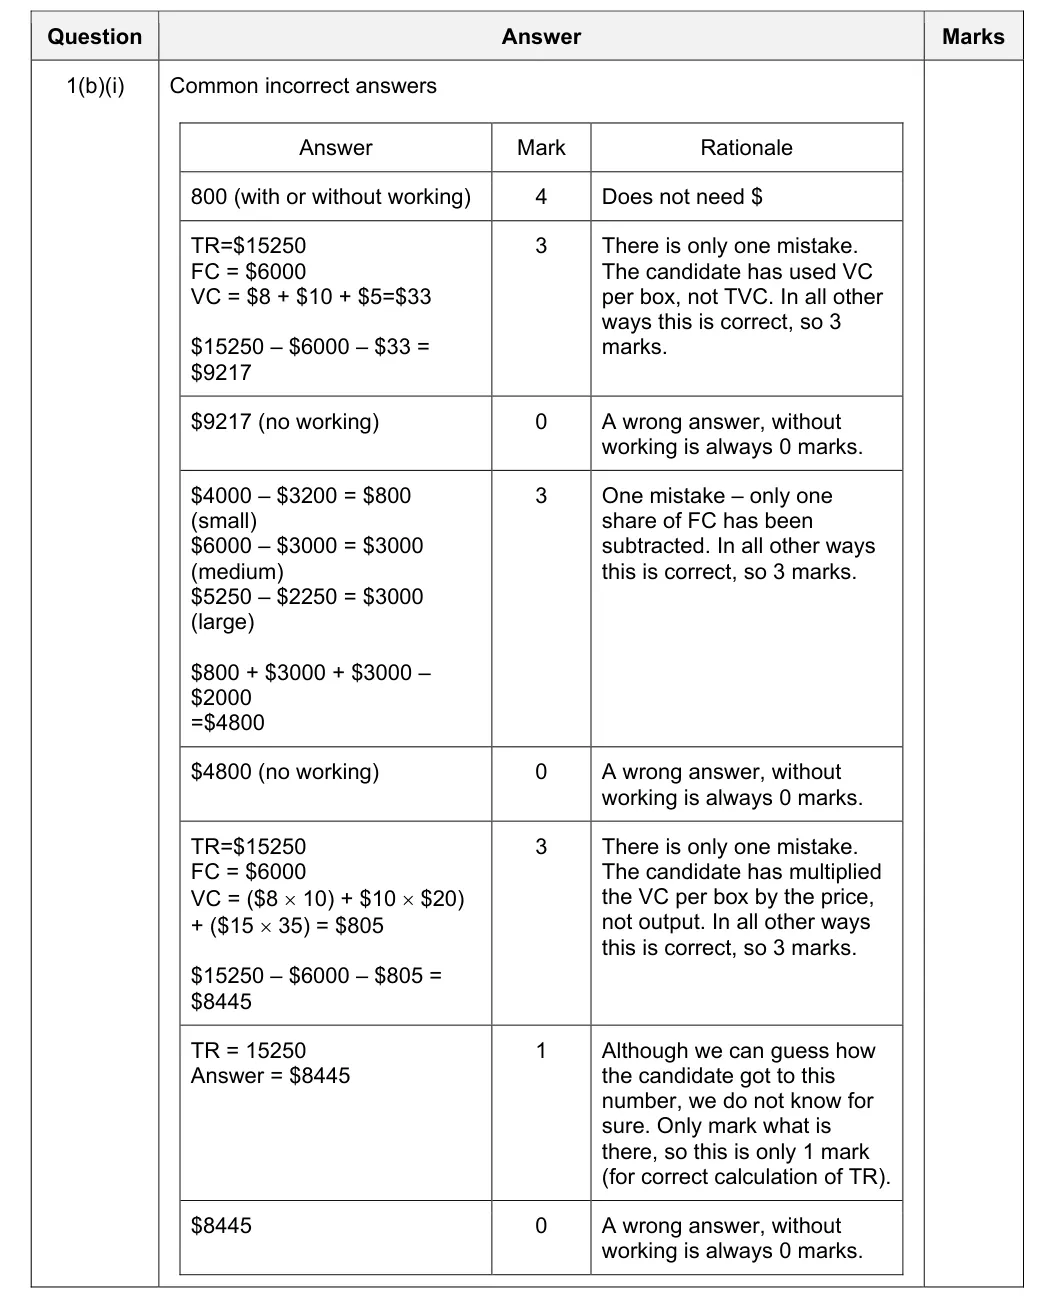 Question Answer Marks
1(b)(i) Common incorrect answers
Answer Mark Rationale
800 (with or without working) 4 Does not need $
TR=$15250 3 There is only one mistake.
FC = $6000 The candidate has used VC
VC = $8 + $10 + $5=$33 per box, not TVC. In all other
ways this is correct, so 3
$15250 – $6000 – $33 = marks.
$9217
$9217 (no working) 0 A wrong answer, without
working is always 0 marks.
$4000 – $3200 = $800 3 One mistake – only one
(small) share of FC has been
$6000 – $3000 = $3000 subtracted. In all other ways
(medium) this is correct, so 3 marks.
$5250 – $2250 = $3000
(large)
$800 + $3000 + $3000 –
$2000
=$4800
$4800 (no working) 0 A wrong answer, without
working is always 0 marks.
TR=$15250 3 There is only one mistake.
FC = $6000 The candidate has multiplied
VC = ($8 × 10) + $10 × $20) the VC per box by the price,
+ ($15 × 35) = $805 not output. In all other ways
this is correct, so 3 marks.
$15250 – $6000 – $805 =
$8445
TR = 15250 1 Although we can guess how
Answer = $8445 the candidate got to this
number, we do not know for
sure. Only mark what is
there, so this is only 1 mark
(for correct calculation of TR).
$8445 0 A wrong answer, without
working is always 0 marks.